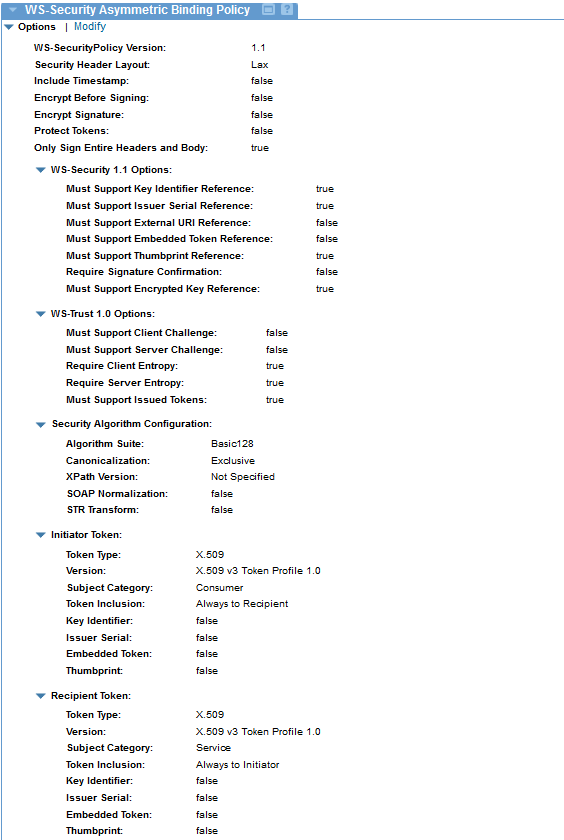 WS-Security Asymmetric Binding Policy ?
Options | Modify
WS-SecurityPolicy Version: 1.1
Security Header Layout: Lax
Include Timestamp: false
Encrypt Before Signing: false
Encrypt Signature: false
Protect Tokens: false
Only Sign Entire Headers and Body: true
WS-Security 1.1 Options:
Must Support Key Identifier Reference: true
Must Support Issuer Serial Reference: true
Must Support External URI Reference: false
Must Support Embedded Token Reference: false
Must Support Thumbprint Reference: true
Require Signature Confirmation: false
Must Support Encrypted Key Reference: true
WS-Trust 1.0 Options:
Must Support Client Challenge: false
Must Support Server Challenge: false
Require Client Entropy: true
Require Server Entropy: true
Must Support Issued Tokens: true
Security Algorithm Configuration:
Algorithm Suite: Basic128
Canonicalization: Exclusive
XPath Version: Not Specified
SOAP Normalization: false
STR Transform: false
Initiator Token:
Token Type: X.509
Version: X.509 v3 Token Profile 1.0
Subject Category: Consumer
Token Inclusion: Always to Recipient
Key Identifier: false
Issuer Serial: false
Embedded Token: false
Thumbprint: false
Recipient Token:
Token Type: X.509
Version: X.509 v3 Token Profile 1.0
Subject Category: Service
Token Inclusion: Always to Initiator
Key Identifier: false
Issuer Serial: false
Embedded Token: false
Thumbprint: false